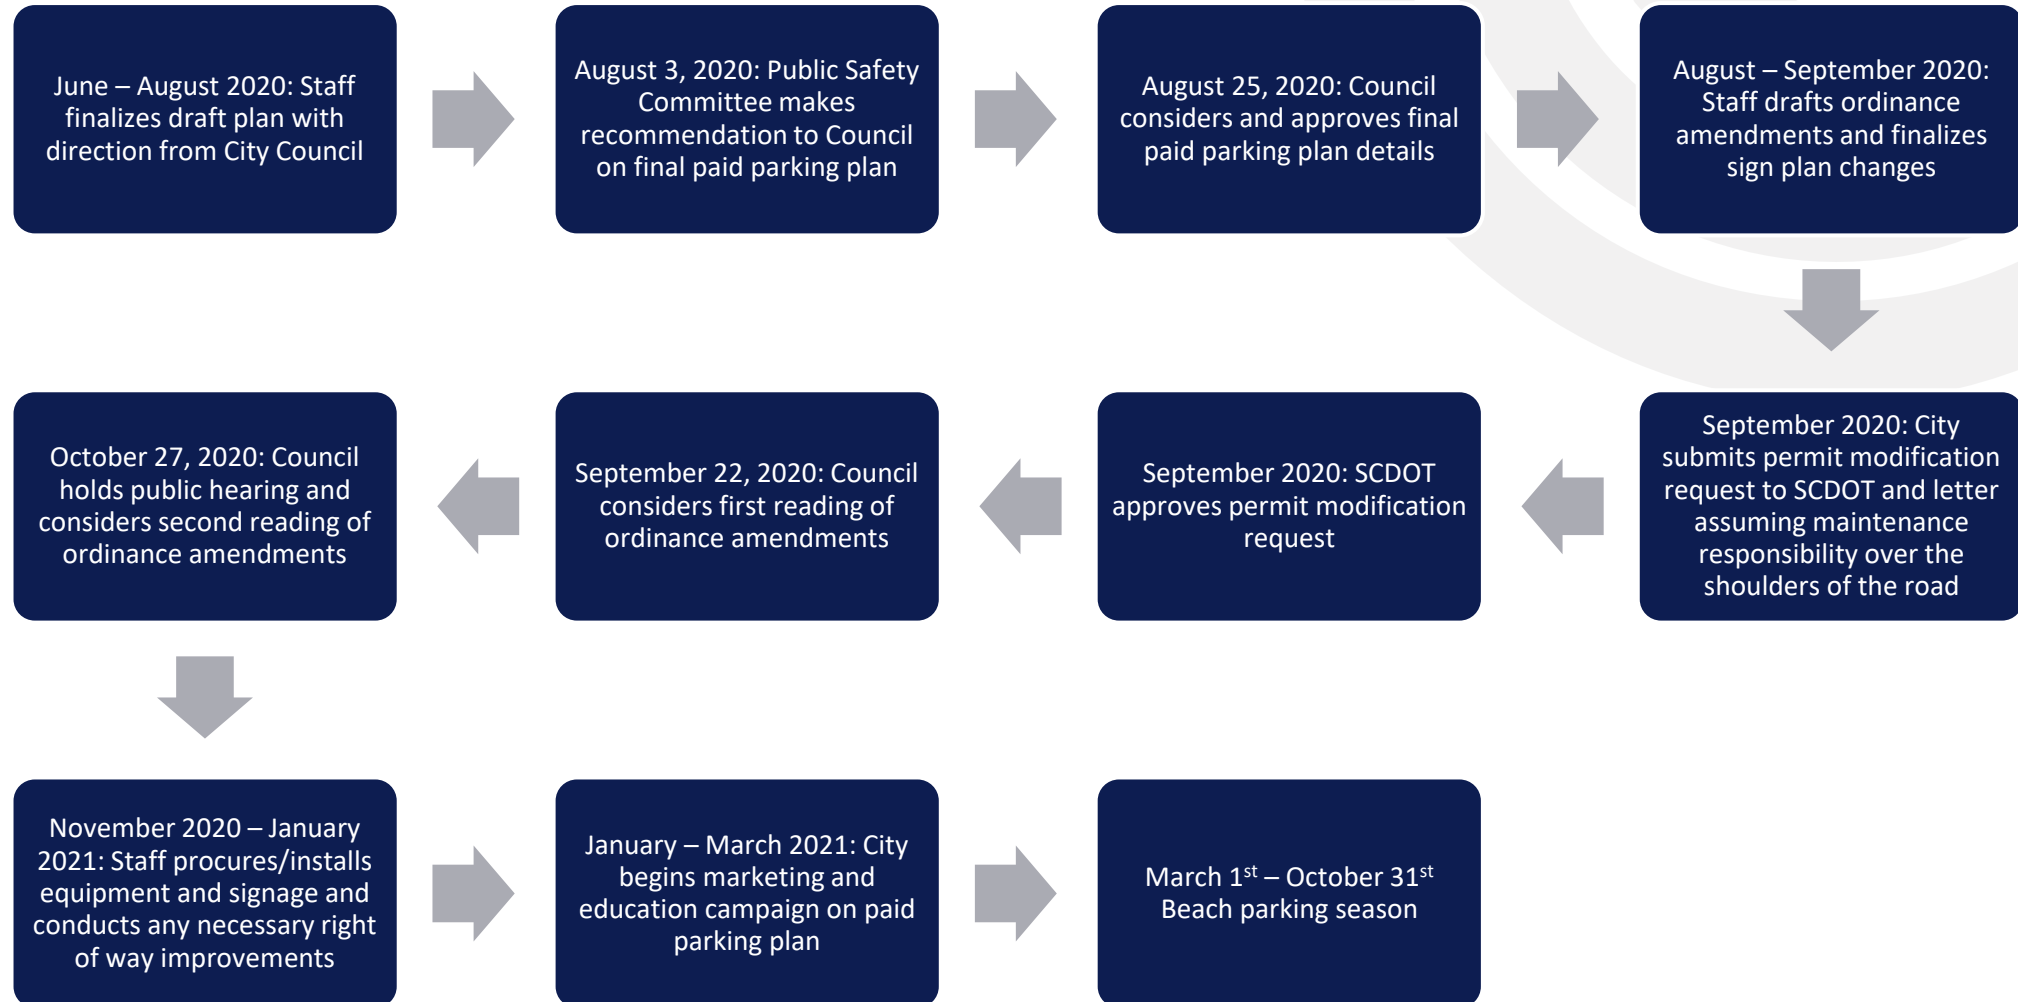 June – August 2020: Staff
finalizes draft plan with
direction from City Council
August 3, 2020: Public Safety
Committee makes
recommendation to Council
on final paid parking plan
August 25, 2020: Council
considers and approves final
paid parking plan details
August – September 2020:
Staff drafts ordinance
amendments and finalizes
sign plan changes
September 2020: City
submits permit modification
request to SCDOT and letter
assuming maintenance
responsibility over the
shoulders of the road
September 2020: SCDOT
approves permit modification
request
September 22, 2020: Council
considers first reading of
ordinance amendments
October 27, 2020: Council
holds public hearing and
considers second reading of
ordinance amendments
November 2020 – January
2021: Staff procures/installs
equipment and signage and
conducts any necessary right
of way improvements
January – March 2021: City
begins marketing and
education campaign on paid
parking plan
March 1st – October 31st
Beach parking season